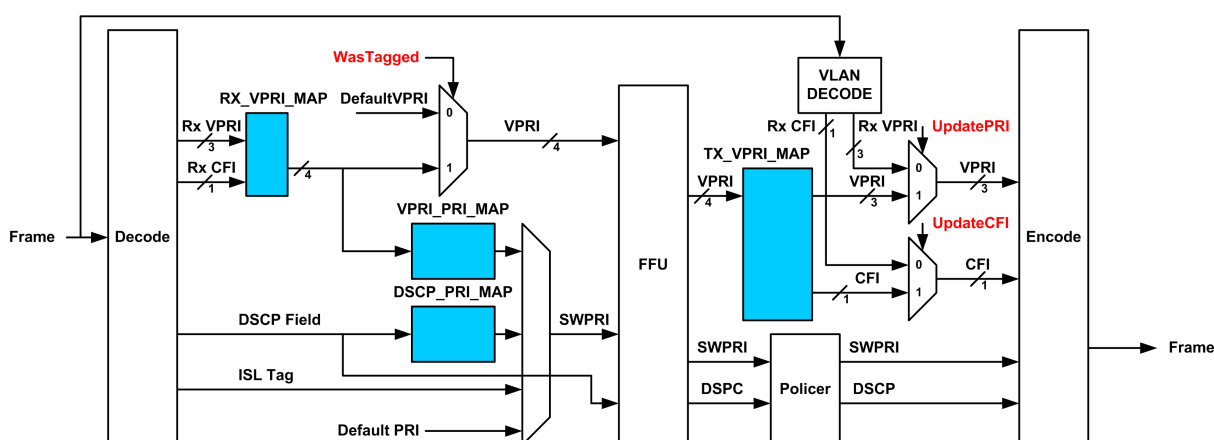 WasTagged
VLAN
DECODE
RX_VPRI_MAP
DefaultVPRI
0
Rx VPRI
3
VPRI
4
Rx CFI
1
Rx VPRI
3
UpdatePRI
TX_VPRI_MAP
Rx CFI
1
4
1
0
VPRI
4
VPRI
3
1
VPRI
3
VPRI_PRI_MAP
UpdateCFI
Frame
Decode
FFU
Encode
0
CFI
1
CFI
1
1
DSCP_PRI_MAP
DSCP Field
SWPRI
SWPRI
SWPRI
Frame
ISL Tag
DSPC
Policer
DSCP
Default PRI